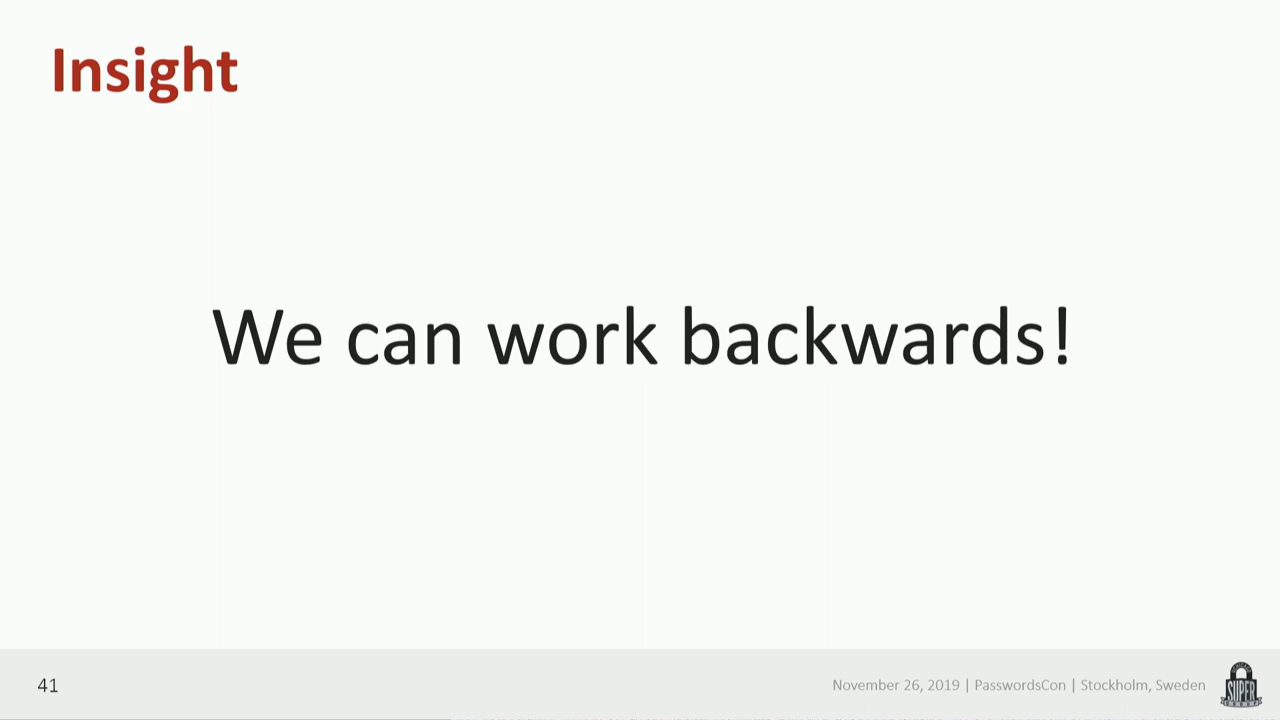 Insight
We can work backwards!
41
November 26, 2019 | PasswordsCon | Stockholm, Sweden
SUPER